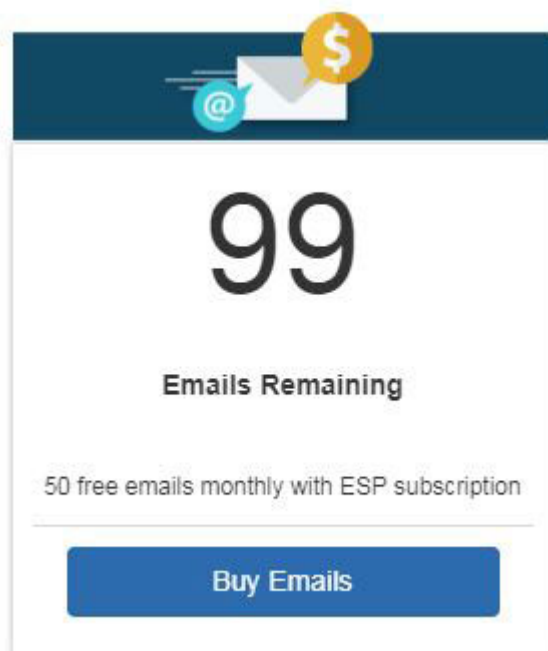 $
@
99
Emails Remaining
50 free emails monthly with ESP subscription
Buy Emails